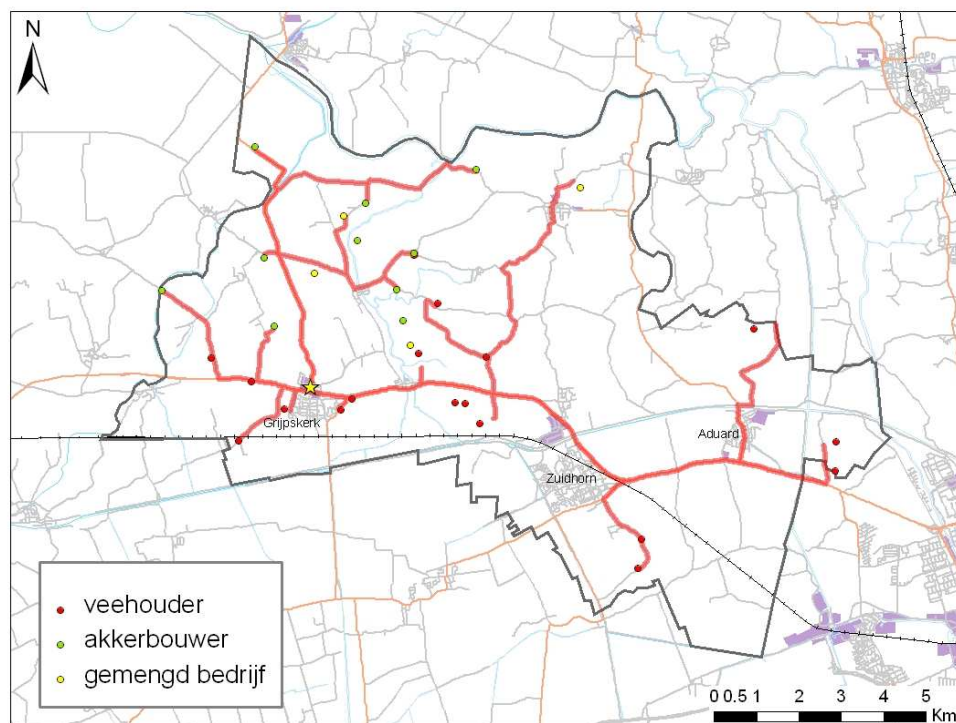 N
Grijpskerk
Aduard
Zuidhorn
veehouder
akkerbouwer
gemengd bedrijf
0 0.5 1 2 3 4 5
Km